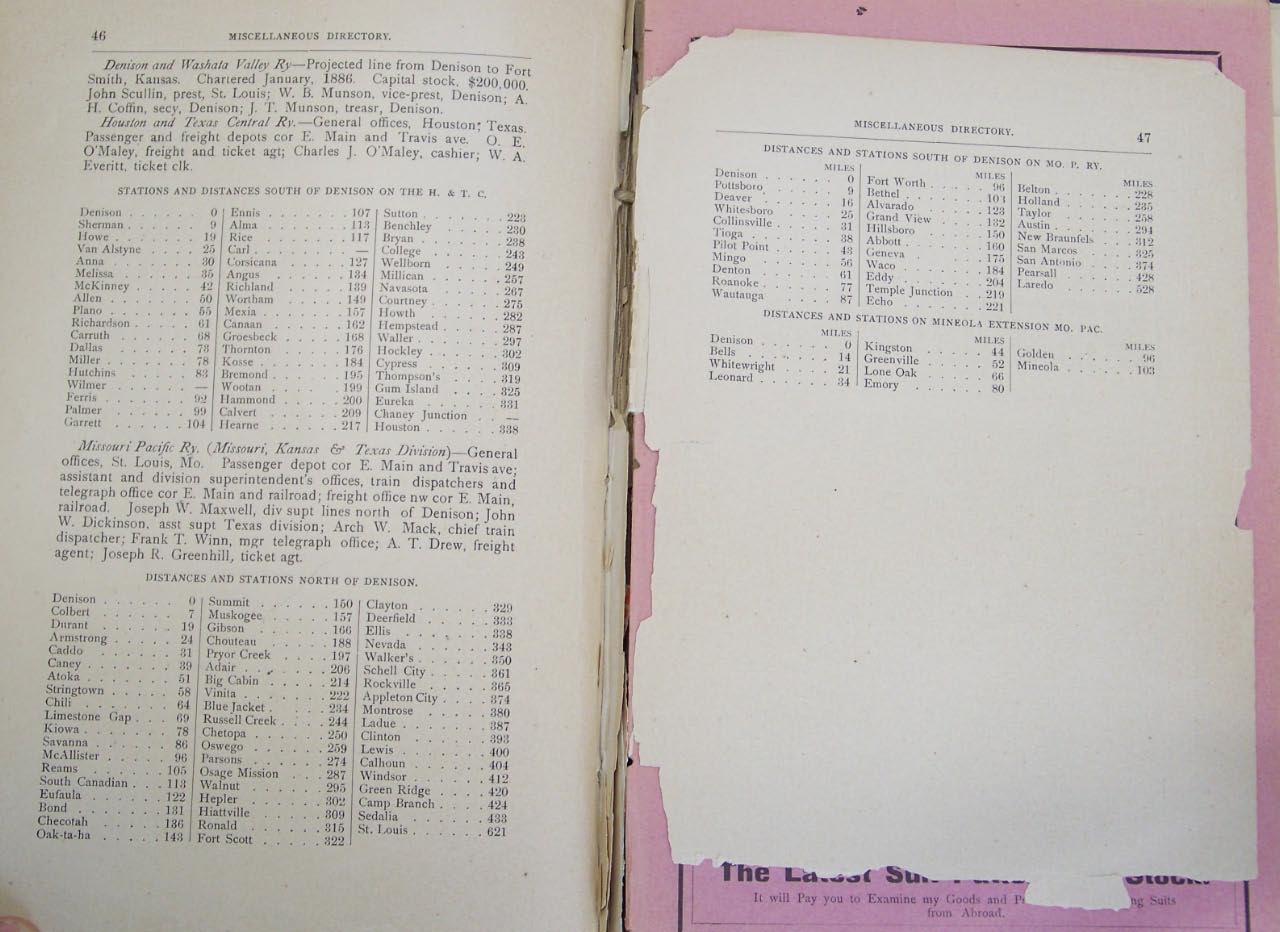 46 MISCELLANEOUS DIRECTORY.
Denison and Washata Valley Ry—Projected line from Denison to Fort
Smith, Kansas. Chartered January, 1886. Capital stock, $200,000.
John Scullin, prest, St. Louis; W. B. Munson, vice-prest, Denison; A.
H. Coffin, secy, Denison; J. T. Munson, treasr, Denison.
Houston and Texas Central Ry.—General offices, Houston, Texas.
Passenger and freight depots cor E. Main and Travis ave. O. E.
O'Maley, freight and ticket agt; Charles J. O'Maley, cashier; W. A.
Everitt, ticket clk.
STATIONS AND DISTANCES SOUTH OF DENISON ON THE H. & T. C.
Denison . . . . . . 0
Sherman . . . . . . 9
Howe . . . . . . 19
Van Alstyne . . . . 25
Anna . . . . . . 30
Melissa . . . . . . 35
McKinney . . . . . 42
Allen . . . . . . 50
Plano . . . . . . 55
Richardson . . . . . 61
Carruth . . . . . . 68
Dallas . . . . . . 73
Miller . . . . . . 78
Hutchins . . . . . 83
Wilmer . . . . . . —
Ferris . . . . . . 92
Palmer . . . . . . 99
Garrett . . . . . . 104
Ennis . . . . . . 107
Alma . . . . . . 113
Rice . . . . . . 117
Carl . . . . . . —
Corsicana . . . . . 127
Angus . . . . . . 134
Richland . . . . . 139
Wortham . . . . . 149
Mexia . . . . . . 157
Canaan . . . . . . 162
Groesbeck . . . . . 168
Thornton . . . . . 176
Kosse . . . . . . 184
Bremond . . . . . 195
Wootan . . . . . . 199
Hammond . . . . . 200
Calvert . . . . . . 209
Hearne . . . . . . 217
Sutton . . . . . . 223
Benchley . . . . . 230
Bryan . . . . . . 238
College . . . . . . 243
Wellborn . . . . . 249
Millican . . . . . . 257
Navasota . . . . . 267
Courtney . . . . . 275
Howth . . . . . . 282
Hempstead . . . . . 287
Waller . . . . . . 297
Hockley . . . . . . 302
Cypress . . . . . . 309
Thompson's . . . . 319
Gum Island . . . . 325
Eureka . . . . . . 331
Chaney Junction . . —
Houston . . . . . . 338
Missouri Pacific Ry. (Missouri, Kansas & Texas Division)—General
offices, St. Louis, Mo. Passenger depot cor E. Main and Travis ave;
assistant and division superintendent's offices, train dispatchers and
telegraph office cor E. Main and railroad; freight office nw cor E. Main,
railroad. Joseph W. Maxwell, div supt lines north of Denison; John
W. Dickinson, asst supt Texas division; Arch W. Mack, chief train
dispatcher; Frank T. Winn, mgr telegraph office; A. T. Drew, freight
agent; Joseph R. Greenhill, ticket agt.
DISTANCES AND STATIONS NORTH OF DENISON.
Denison . . . . . . 0
Colbert . . . . . . 7
Durant . . . . . . 19
Armstrong . . . . . 24
Caddo . . . . . . 31
Caney . . . . . . 39
Atoka . . . . . . 51
Stringtown . . . . . 58
Chili . . . . . . 64
Limestone Gap . . . 69
Kiowa . . . . . . 78
Savanna . . . . . . 86
McAllister . . . . . 96
Reams . . . . . . 105
South Canadian . . . 113
Eufaula . . . . . . 122
Bond . . . . . . 131
Checotah . . . . . 136
Oak-ta-ha . . . . . 143
Summit . . . . . . 150
Muskogee . . . . . 157
Gibson . . . . . . 166
Chouteau . . . . . 188
Pryor Creek . . . . 197
Adair . . . . . . 206
Big Cabin . . . . . 214
Vinita . . . . . . 222
Blue Jacket . . . . 234
Russell Creek . . . . 244
Chetopa . . . . . . 250
Oswego . . . . . . 259
Parsons . . . . . . 274
Osage Mission . . . 287
Walnut . . . . . . 295
Hepler . . . . . . 302
Hiattville . . . . . 309
Ronald . . . . . . 315
Fort Scott . . . . . 322
Clayton . . . . . . 329
Deerfield . . . . . 333
Ellis . . . . . . 338
Nevada . . . . . . 343
Walker's . . . . . . 350
Schell City . . . . . 361
Rockville . . . . . 365
Appleton City . . . . 374
Montrose . . . . . 380
Ladue . . . . . . 387
Clinton . . . . . . 393
Lewis . . . . . . 400
Calhoun . . . . . . 404
Windsor . . . . . . 412
Green Ridge . . . . 420
Camp Branch . . . . 424
Sedalia . . . . . . 433
St. Louis . . . . . . 621
MISCELLANEOUS DIRECTORY. 47
DISTANCES AND STATIONS SOUTH OF DENISON ON MO. P. RY.
MILES
Denison . . . . . . 0
Pottsboro . . . . . 9
Deaver . . . . . . 16
Whitesboro . . . . . 25
Collinsville . . . . . 31
Tioga . . . . . . 38
Pilot Point . . . . . 43
Mingo . . . . . . 56
Denton . . . . . . 61
Roanoke . . . . . . 77
Wautauga . . . . . 87
MILES
Fort Worth . . . . . 96
Bethel . . . . . . 103
Alvarado . . . . . 123
Grand View . . . . 132
Hillsboro . . . . . 150
Abbott . . . . . . 160
Geneva . . . . . . 175
Waco . . . . . . 184
Eddy . . . . . . 204
Temple Junction . . 219
Echo . . . . . . 221
MILES
Belton . . . . . . 228
Holland . . . . . . 235
Taylor . . . . . . 258
Austin . . . . . . 294
New Braunfels . . . 312
San Marcos . . . . 325
San Antonio . . . . 374
Pearsall . . . . . . 428
Laredo . . . . . . 528
DISTANCES AND STATIONS ON MINEOLA EXTENSION MO. PAC.
MILES
Denison . . . . . . 0
Bells . . . . . . 14
Whitewright . . . . 21
Leonard . . . . . . 34
MILES
Kingston . . . . . 44
Greenville . . . . . 52
Lone Oak . . . . . 66
Emory . . . . . . 80
MILES
Golden . . . . . . 96
Mineola . . . . . . 103
The Latest Stock.
It will Pay you to Examine my Goods and ng Suits
from Abroad.